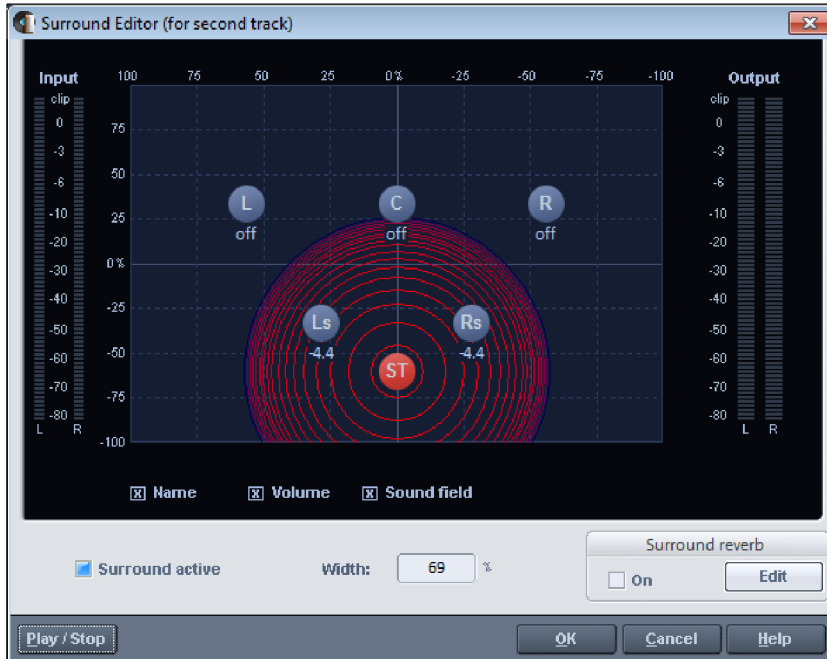 Surround Editor (for second track)
Input 100 75 50 25 0% -25 -50 -75 -100 Output
clip clip
0 0
75
-3 -3
-6 50 -6
-10 L C R 25 -10
off off off
-20 -20
-30 0% -30
-40 -25 -40
-50 Ls Rs -50
-4.4 -4.4
-60 -50 -60
ST
-70 -75 -70
-80 -80
L R -100 L R
x Name x Volume x Sound field
Surround reverb
Surround active Width: 69 %
On Edit
Play / Stop OK Cancel Help